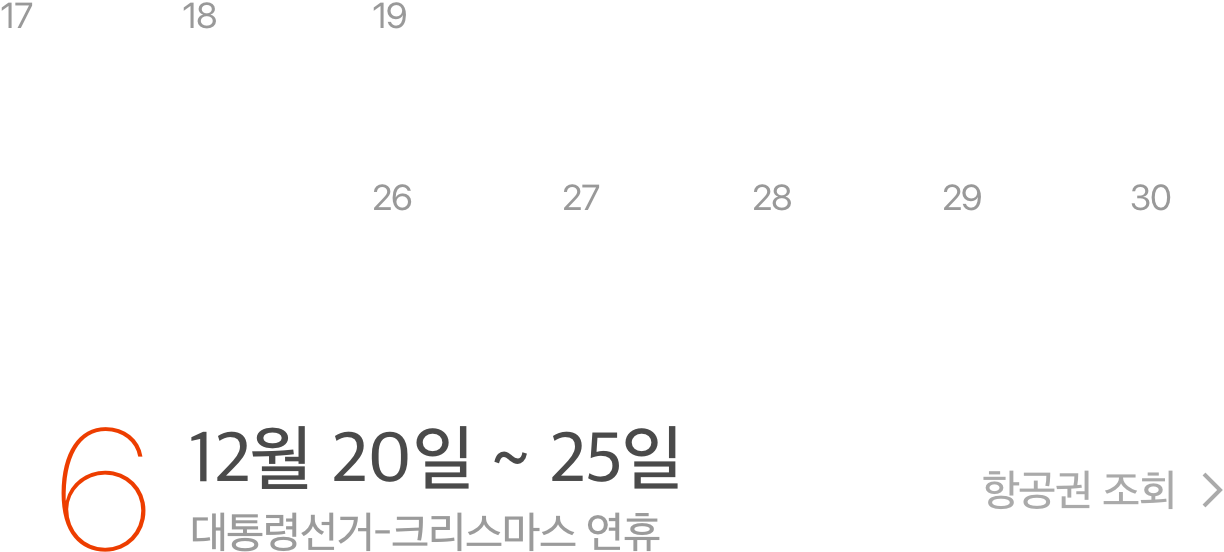 17 18 19
26 27 28 29 30
6 12월 20일 ~ 25일
대통령선거-크리스마스 연휴
항공권 조회 >